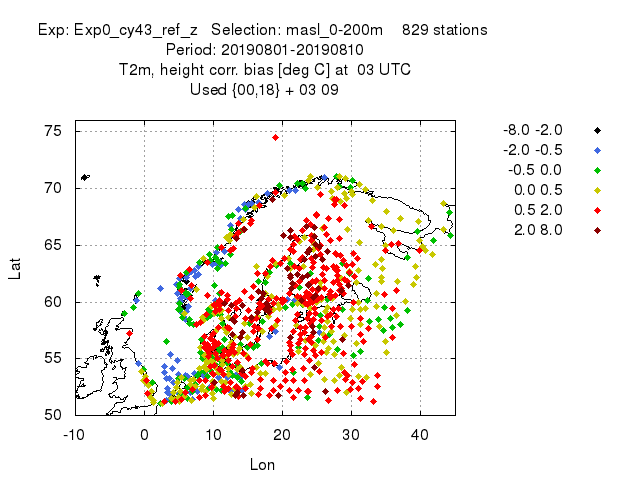 Exp: Exp0_cy43_ref_z Selection: masl_0-200m 829 stations
Period: 20190801-20190810
T2m, height corr. bias [deg C] at 03 UTC
Used {00,18} + 03 09
-8.0 -2.0
-2.0 -0.5
-0.5 0.0
0.0 0.5
0.5 2.0
2.0 8.0
75
70
65
60
55
50
Lat
-10 0 10 20 30 40
Lon